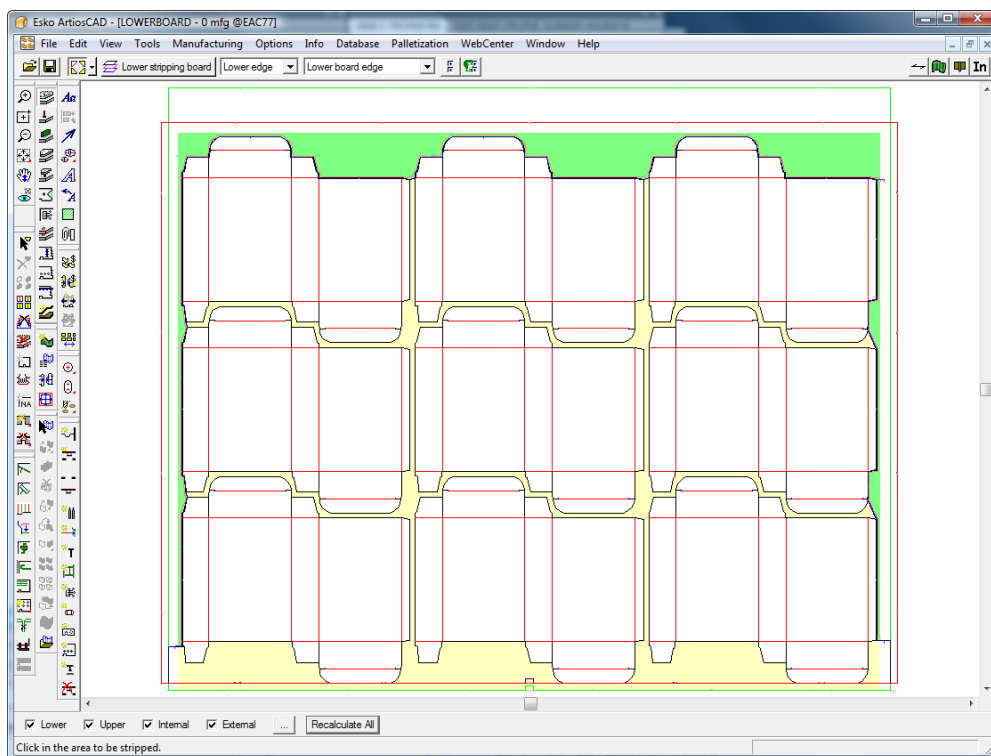 Esko ArtiosCAD - [LOWERBOARD - 0 mfg @EAC77]
File Edit View Tools Manufacturing Options Info Database Palletization WebCenter Window Help
Lower stripping board Lower edge Lower board edge In
Lower Upper Internal External ... Recalculate All
Click in the area to be stripped.